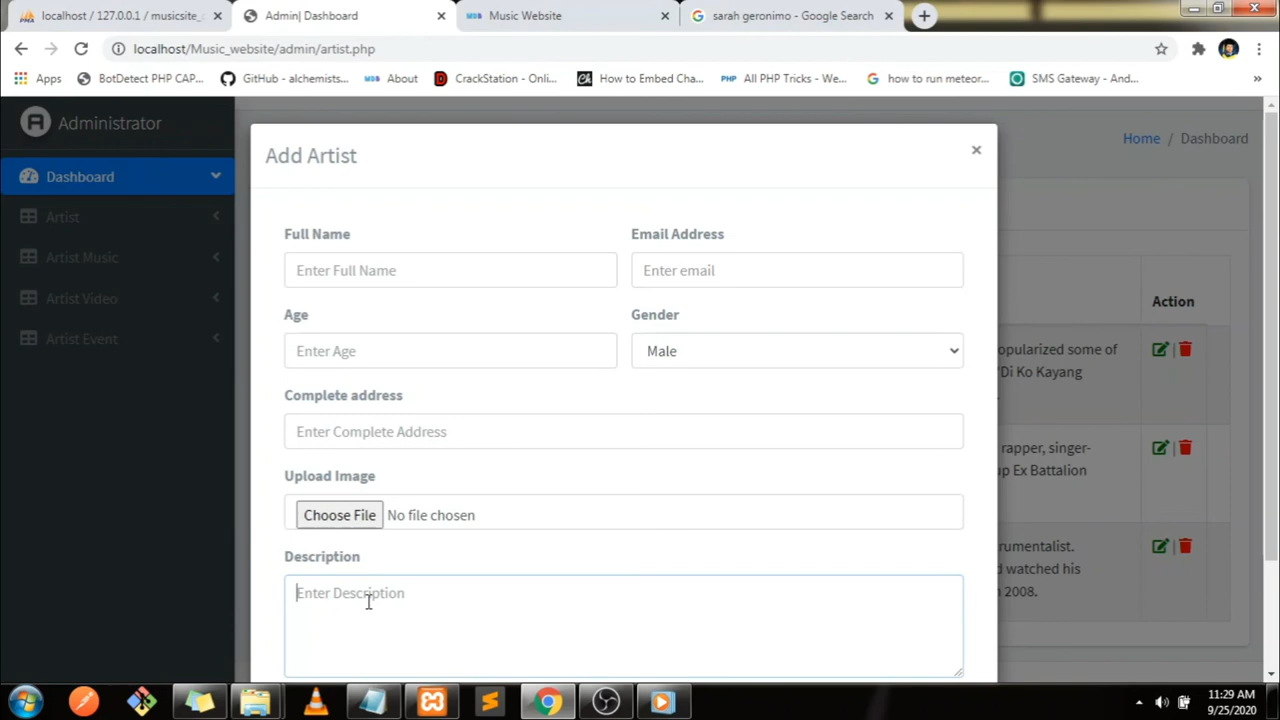 localhost / 127.0.0.1 / musicsite_
Admin| Dashboard
Music Website
sarah geronimo - Google Search
localhost/Music_website/admin/artist.php
Apps
BotDetect PHP CAP...
GitHub - alchemists...
About
CrackStation - Onli...
How to Embed Cha...
PHP All PHP Tricks - We...
how to run meteor...
SMS Gateway - And...
»
Administrator
Dashboard
Artist
Artist Music
Artist Video
Artist Event
Home / Dashboard
Add Artist
×
Full Name
Email Address
Enter Full Name
Enter email
Age
Gender
Enter Age
Male
Complete address
Enter Complete Address
Upload Image
Choose File No file chosen
Description
Enter Description
Action
opularized some of
'Di Ko Kayang
rapper, singer-
up Ex Battalion
rumentalist.
d watched his
2008.
11:29 AM
9/25/2020